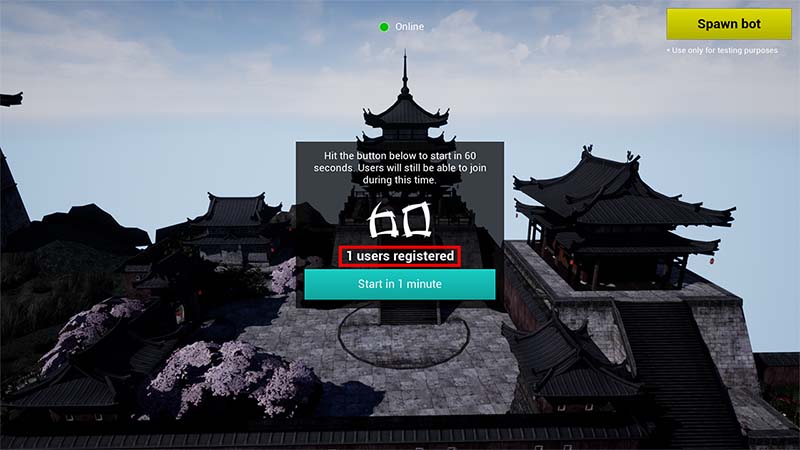 Online
Spawn bot
* Use only for testing purposes
Hit the button below to start in 60
seconds. Users will still be able to join
during this time.
60
1 users registered
Start in 1 minute